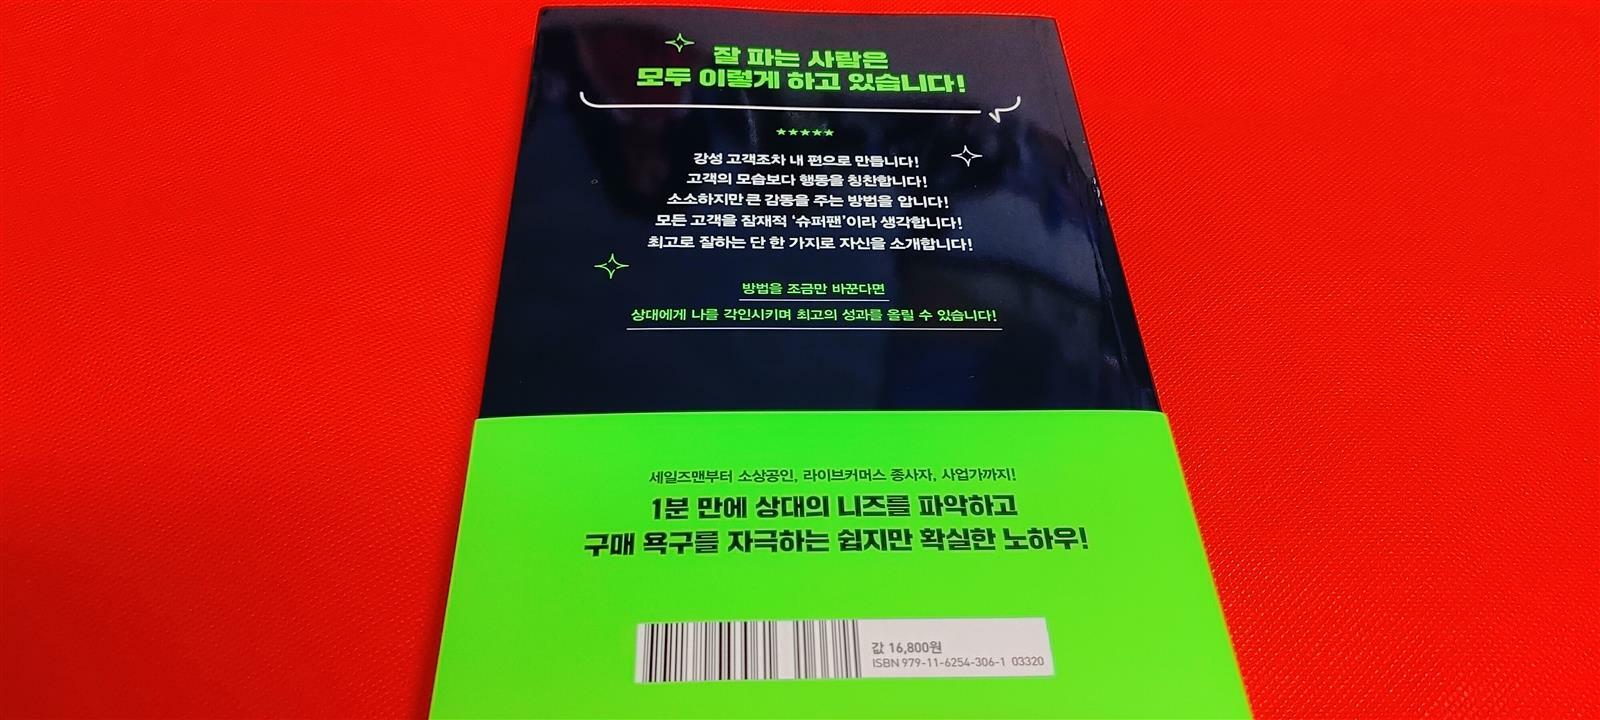 잘 파는 사람은
모두 이렇게 하고 있습니다!
★★★★★
강성 고객조차 내 편으로 만듭니다!
고객의 모습보다 행동을 칭찬합니다!
소소하지만 큰 감동을 주는 방법을 압니다!
모든 고객을 잠재적 ‘슈퍼팬’이라 생각합니다!
최고로 잘하는 단 한 가지로 자신을 소개합니다!
방법을 조금만 바꾼다면
상대에게 나를 각인시키며 최고의 성과를 올릴 수 있습니다!
세일즈맨부터 소상공인, 라이브커머스 종사자, 사업가까지!
1분 만에 상대의 니즈를 파악하고
구매 욕구를 자극하는 쉽지만 확실한 노하우!
값 16,800원
ISBN 979-11-6254-306-1 03320